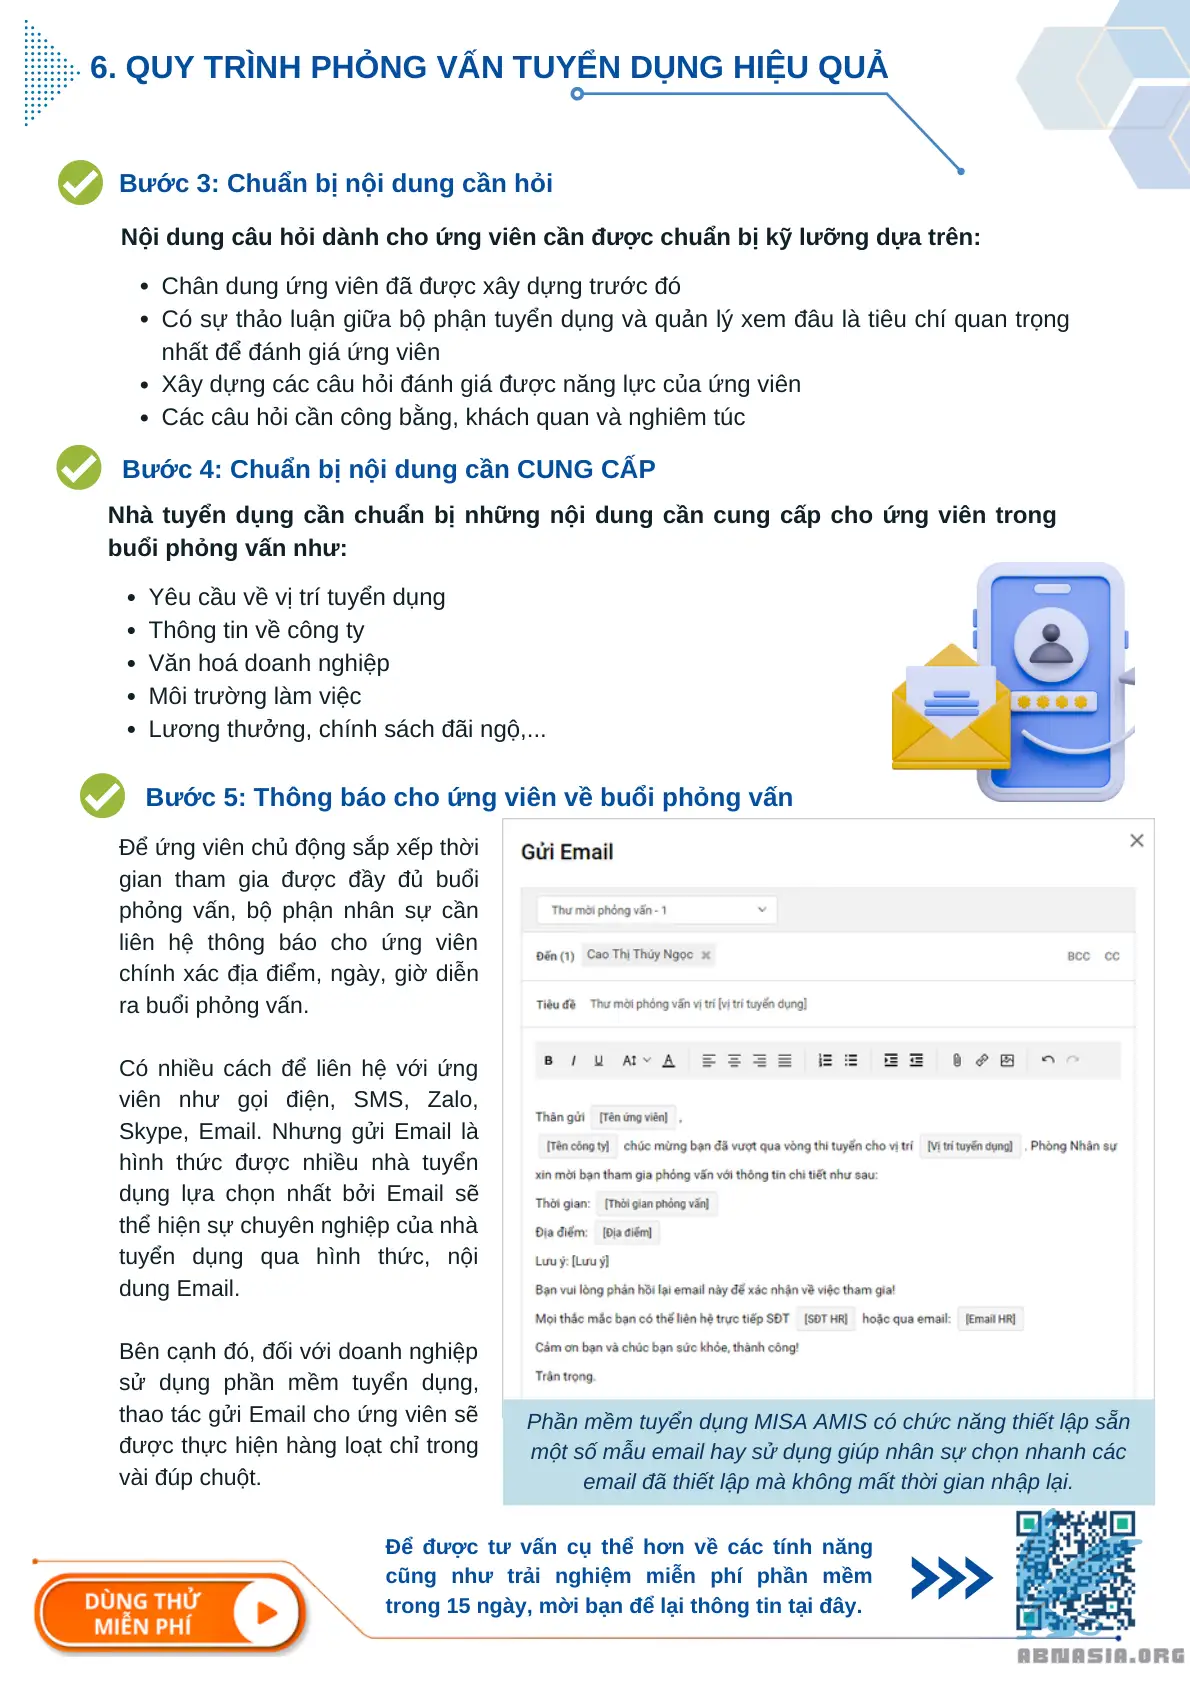 6. QUY TRÌNH PHỎNG VẤN TUYỂN DỤNG HIỆU QUẢ
Bước 3: Chuẩn bị nội dung cần hỏi
Nội dung câu hỏi dành cho ứng viên cần được chuẩn bị kỹ lưỡng dựa trên:
• Chân dung ứng viên đã được xây dựng trước đó
• Có sự thảo luận giữa bộ phận tuyển dụng và quản lý xem đâu là tiêu chí quan trọng
nhất để đánh giá ứng viên
• Xây dựng các câu hỏi đánh giá được năng lực của ứng viên
• Các câu hỏi cần công bằng, khách quan và nghiêm túc
Bước 4: Chuẩn bị nội dung cần CUNG CẤP
Nhà tuyển dụng cần chuẩn bị những nội dung cần cung cấp cho ứng viên trong
buổi phỏng vấn như:
• Yêu cầu về vị trí tuyển dụng
• Thông tin về công ty
• Văn hoá doanh nghiệp
• Môi trường làm việc
• Lương thưởng, chính sách đãi ngộ,...
Bước 5: Thông báo cho ứng viên về buổi phỏng vấn
Để ứng viên chủ động sắp xếp thời
gian tham gia được đầy đủ buổi
phỏng vấn, bộ phận nhân sự cần
liên hệ thông báo cho ứng viên
chính xác địa điểm, ngày, giờ diễn
ra buổi phỏng vấn.
Có nhiều cách để liên hệ với ứng
viên như gọi điện, SMS, Zalo,
Skype, Email. Nhưng gửi Email là
hình thức được nhiều nhà tuyển
dụng lựa chọn nhất bởi Email sẽ
thể hiện sự chuyên nghiệp của nhà
tuyển dụng qua hình thức, nội
dung Email.
Bên cạnh đó, đối với doanh nghiệp
sử dụng phần mềm tuyển dụng,
thao tác gửi Email cho ứng viên sẽ
được thực hiện hàng loạt chỉ trong
vài đúp chuột.
Gửi Email
Thư mời phỏng vấn - 1
Đến (1) Cao Thị Thúy Ngọc BCC CC
Tiêu đề Thư mời phỏng vấn vị trí [vị trí tuyển dụng]
B I U A A
Thân gửi [Tên ứng viên] ,
[Tên công ty] chúc mừng bạn đã vượt qua vòng thi tuyển cho vị trí [Vị trí tuyển dụng] . Phòng Nhân sự
xin mời bạn tham gia phỏng vấn với thông tin chi tiết như sau:
Thời gian: [Thời gian phỏng vấn]
Địa điểm: [Địa điểm]
Lưu ý: [Lưu ý]
Bạn vui lòng phản hồi lại email này để xác nhận về việc tham gia!
Mọi thắc mắc bạn có thể liên hệ trực tiếp SĐT [SĐT HR] hoặc qua email: [Email HR]
Cảm ơn bạn và chúc bạn sức khỏe, thành công!
Trân trọng.
Phần mềm tuyển dụng MISA AMIS có chức năng thiết lập sẵn
một số mẫu email hay sử dụng giúp nhân sự chọn nhanh các
email đã thiết lập mà không mất thời gian nhập lại.
Để được tư vấn cụ thể hơn về các tính năng
cũng như trải nghiệm miễn phí phần mềm
trong 15 ngày, mời bạn để lại thông tin tại đây.
DÙNG THỬ
MIỄN PHÍ
ABNASIA.ORG